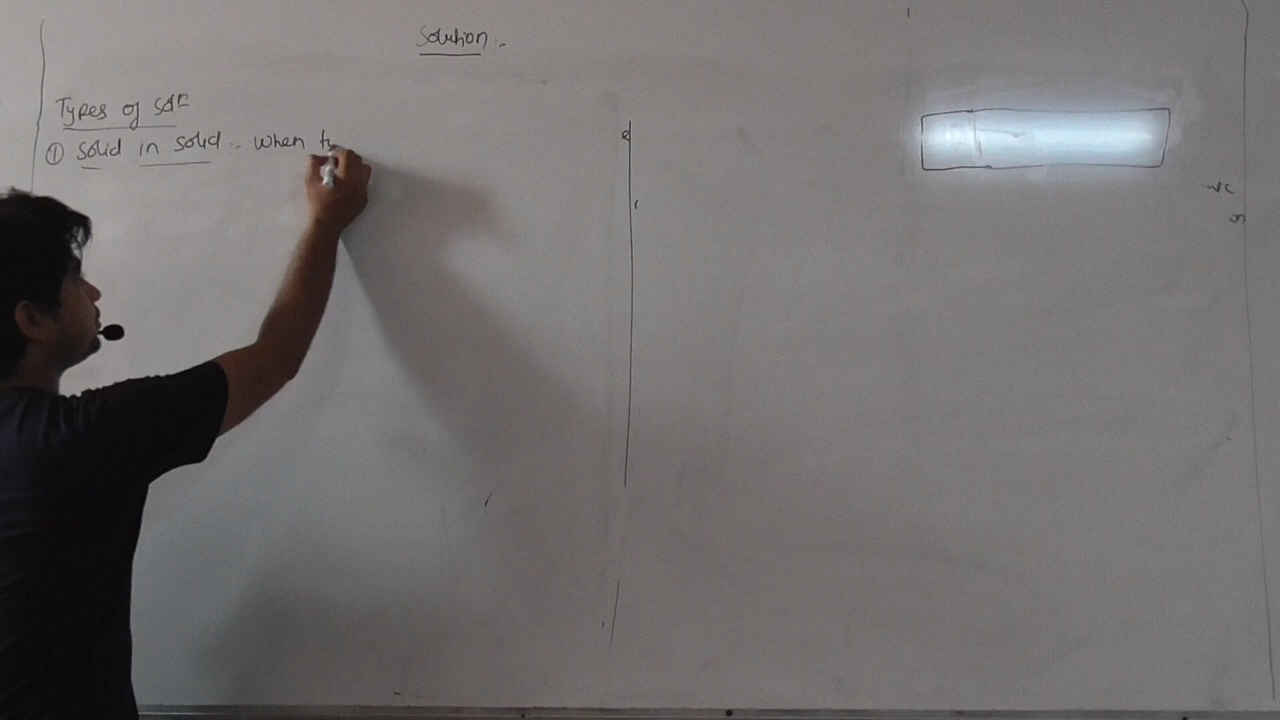 Solution -
Types of Solⁿ
① Solid in Solid :- when